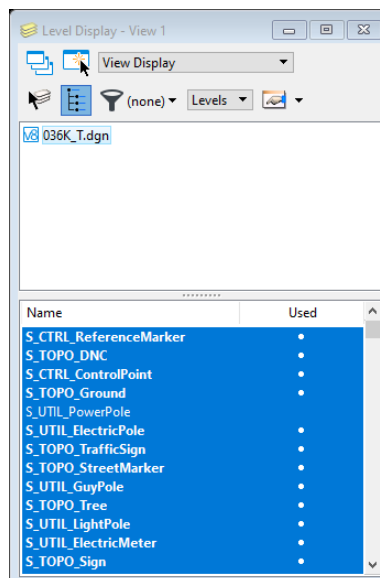 Level Display - View 1
View Display
(none) Levels
V8 036K_T.dgn
Name Used
S_CTRL_ReferenceMarker
S_TOPO_DNC
S_CTRL_ControlPoint
S_TOPO_Ground
S_UTIL_PowerPole
S_UTIL_ElectricPole
S_TOPO_TrafficSign
S_TOPO_StreetMarker
S_UTIL_GuyPole
S_TOPO_Tree
S_UTIL_LightPole
S_UTIL_ElectricMeter
S_TOPO_Sign